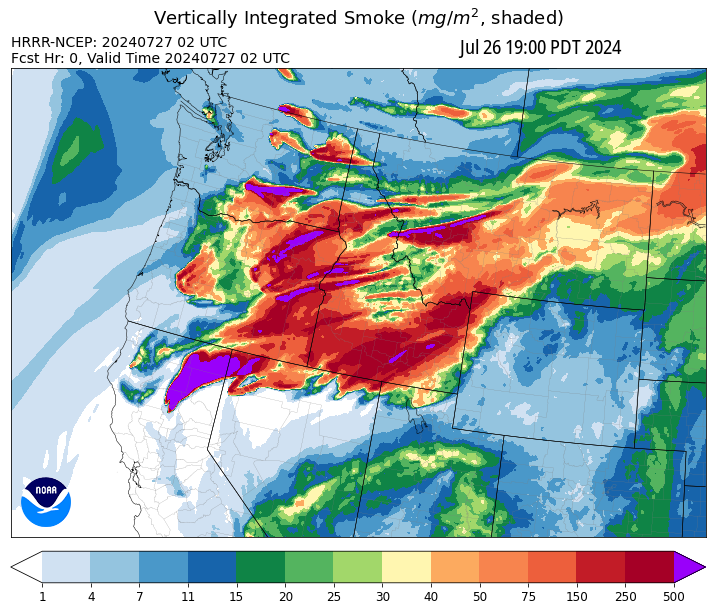 Vertically Integrated Smoke (mg/m², shaded)
HRRR-NCEP: 20240727 02 UTC
Fcst Hr: 0, Valid Time 20240727 02 UTC
Jul 26 19:00 PDT 2024
NOAA
1 4 7 11 15 20 25 30 40 50 75 150 250 500